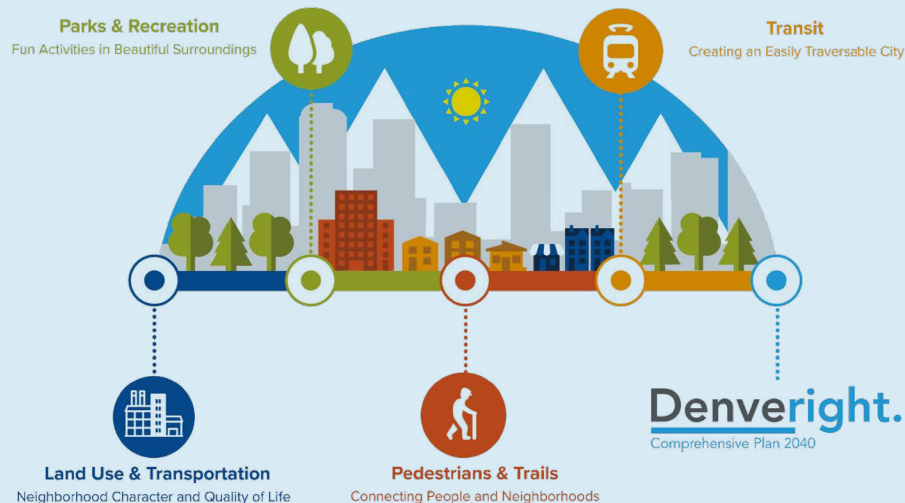 Parks & Recreation
Fun Activities in Beautiful Surroundings
Transit
Creating an Easily Traversable City
Land Use & Transportation
Neighborhood Character and Quality of Life
Pedestrians & Trails
Connecting People and Neighborhoods
Denveright.
Comprehensive Plan 2040